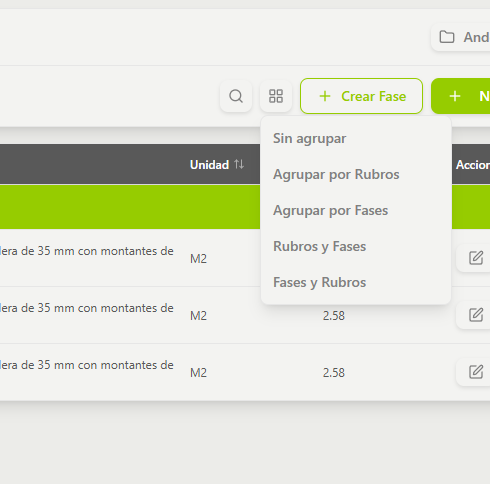 And
Crear Fase
N
Sin agrupar
Agrupar por Rubros
Agrupar por Fases
Rubros y Fases
Fases y Rubros
Unidad
Accion
lera de 35 mm con montantes de
M2
lera de 35 mm con montantes de
M2
2.58
lera de 35 mm con montantes de
M2
2.58